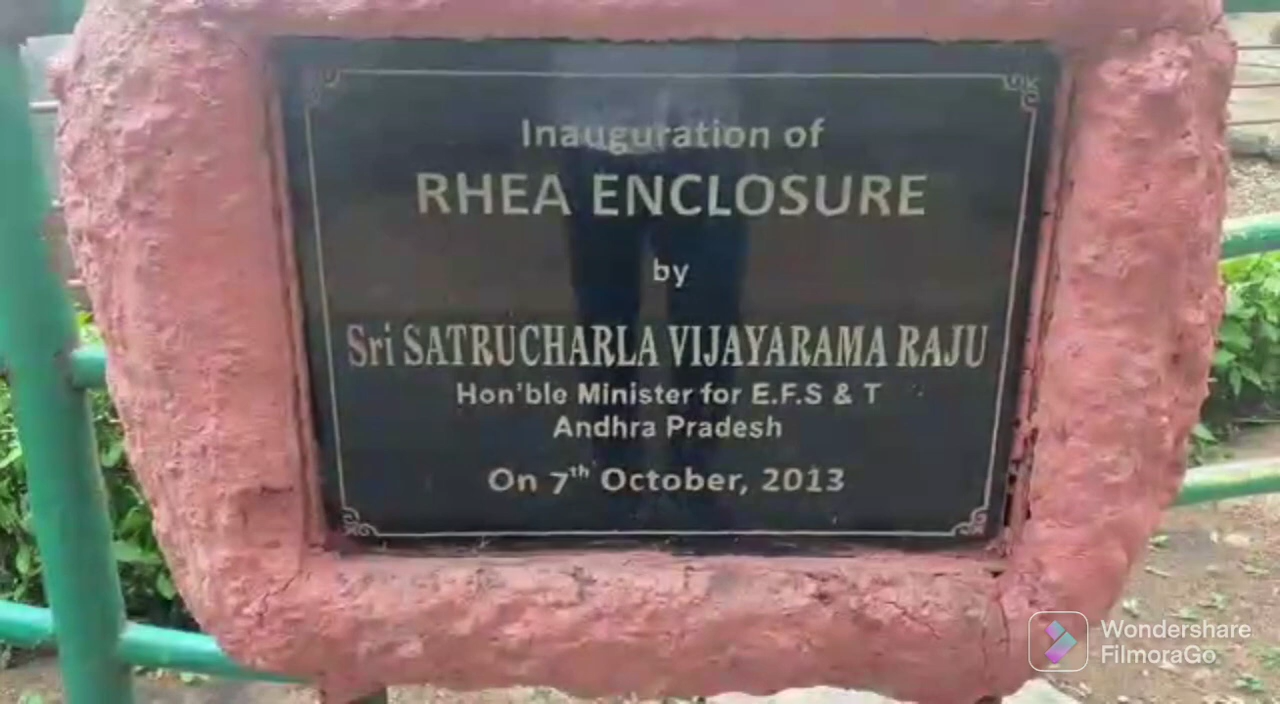 Inauguration of
RHEA ENCLOSURE
by
Sri SATRUCHARLA VIJAYARAMA RAJU
Hon'ble Minister for E.F.S & T
Andhra Pradesh
On 7th October, 2013
Wondershare
FilmoraGo